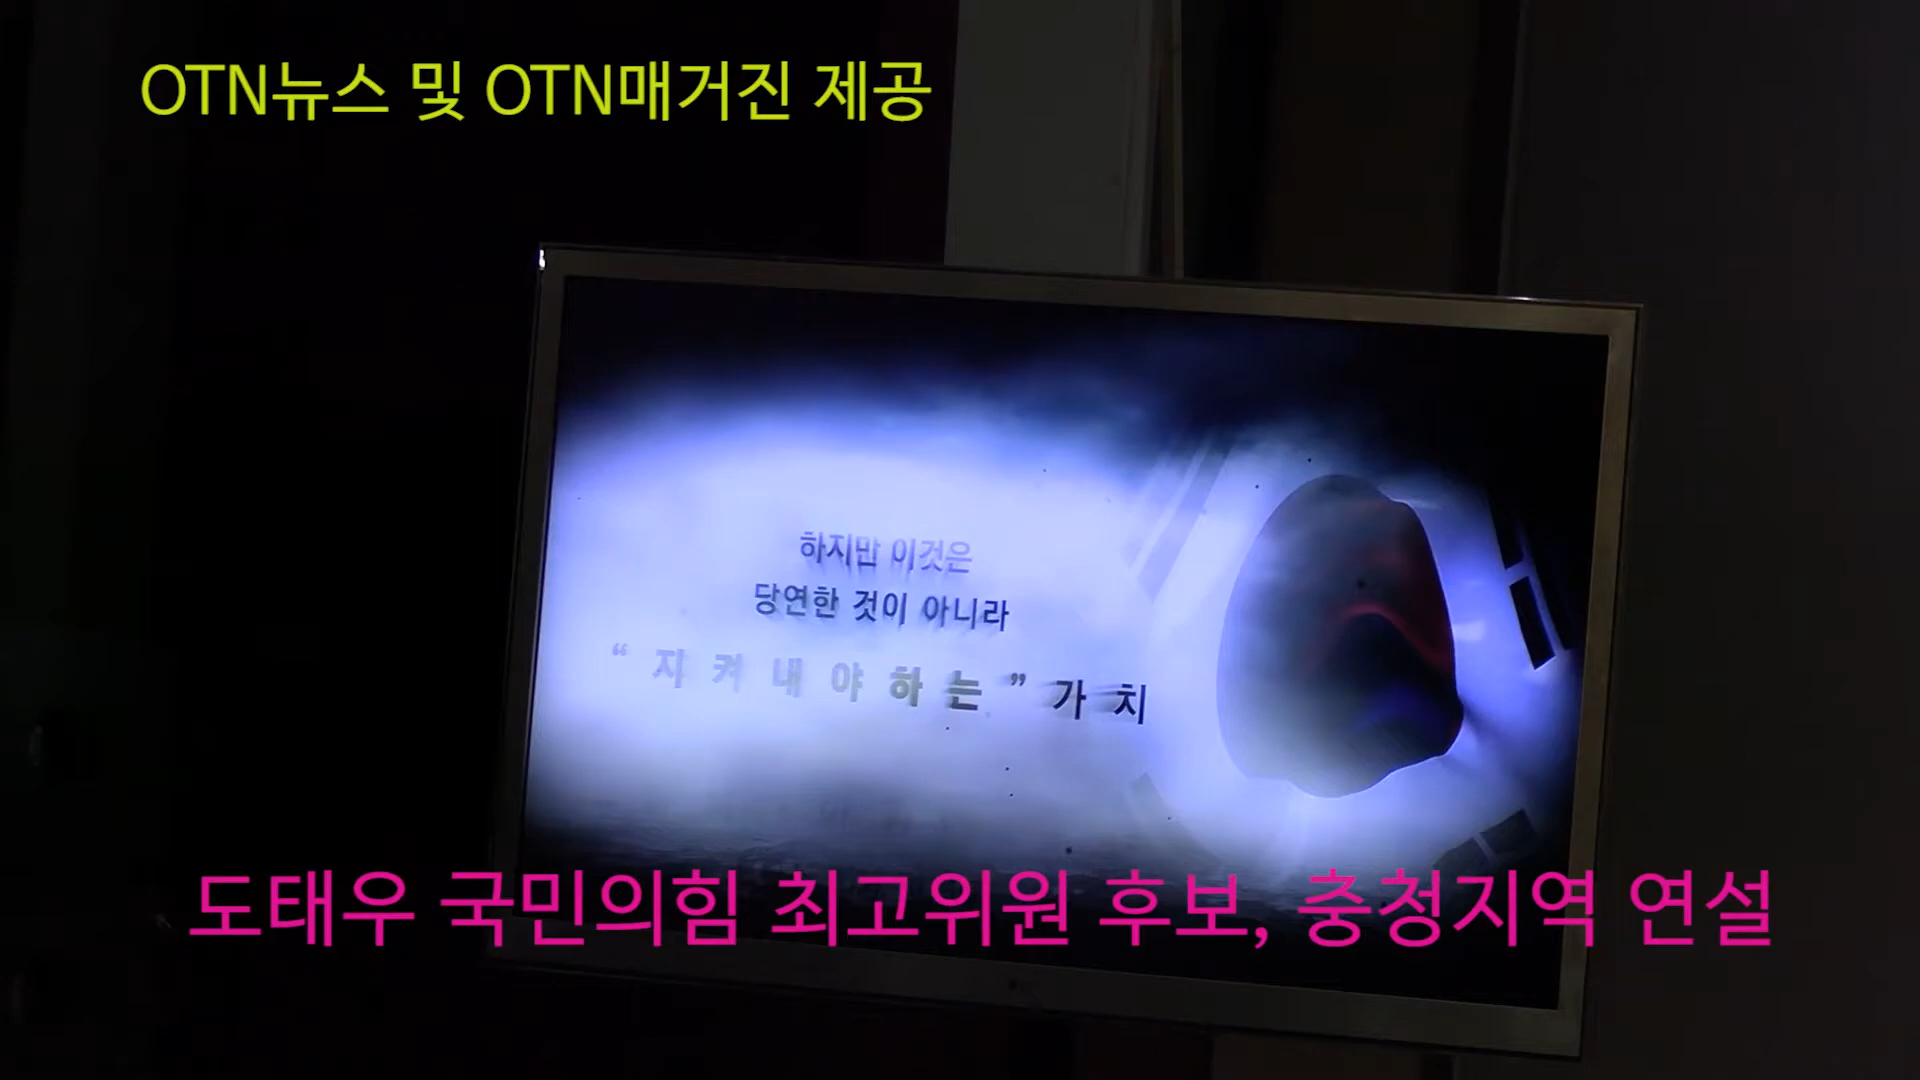 OTN뉴스 및 OTN매거진 제공
하지만 이것은
당연한 것이 아니라
“지켜내야하는” 가치
도태우 국민의힘 최고위원 후보, 충청지역 연설